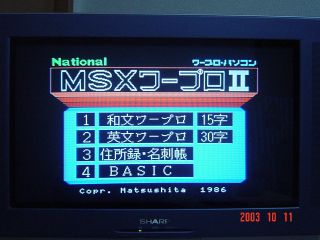 National ワープロ・パソコン
MSXワープロⅡ
1 和文ワープロ 15字
2 英文ワープロ 30字
3 住所録・名刺帳
4 BASIC
Copr. Matsushita 1986
SHARP
2003 10 11